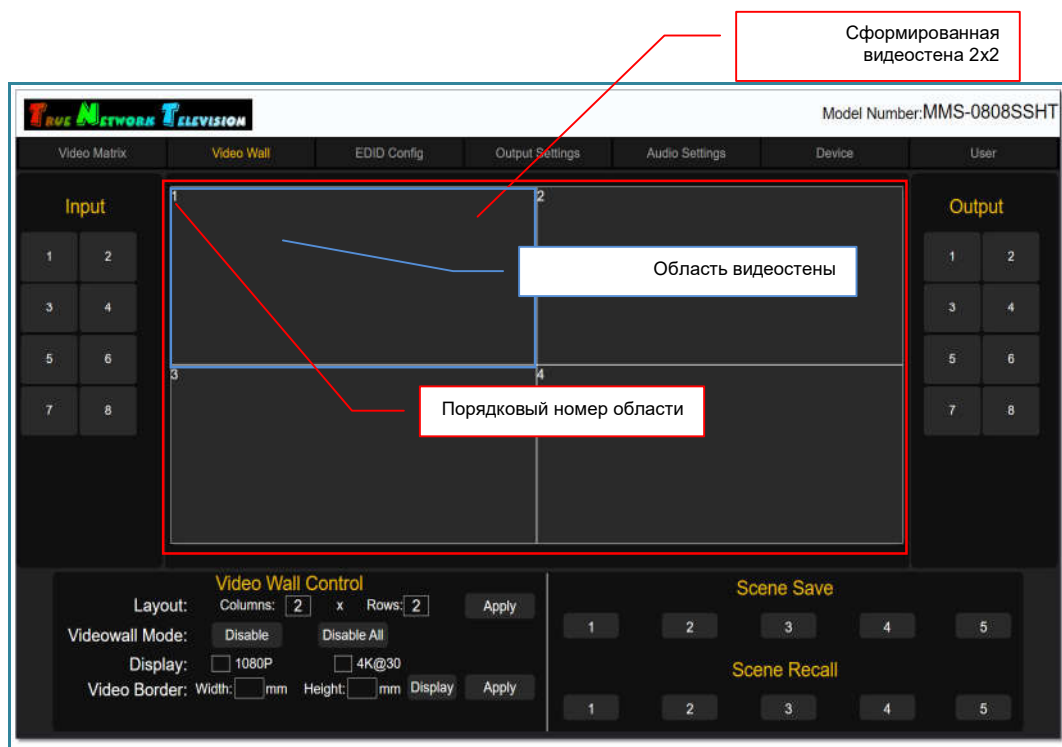 Сформированная
видеостена 2x2
TRUE NETWORK TELEVISION
Model Number:MMS-0808SSHT
Video Matrix Video Wall EDID Config Output Settings Audio Settings Device User
Input
1 2
3 4
5 6
7 8
1 2
Область видеостены
3 4
Порядковый номер области
Output
1 2
3 4
5 6
7 8
Video Wall Control
Layout: Columns: 2 x Rows: 2 Apply
Videowall Mode: Disable Disable All
Display: 1080P 4K@30
Video Border: Width: mm Height: mm Display Apply
Scene Save
1 2 3 4 5
Scene Recall
1 2 3 4 5